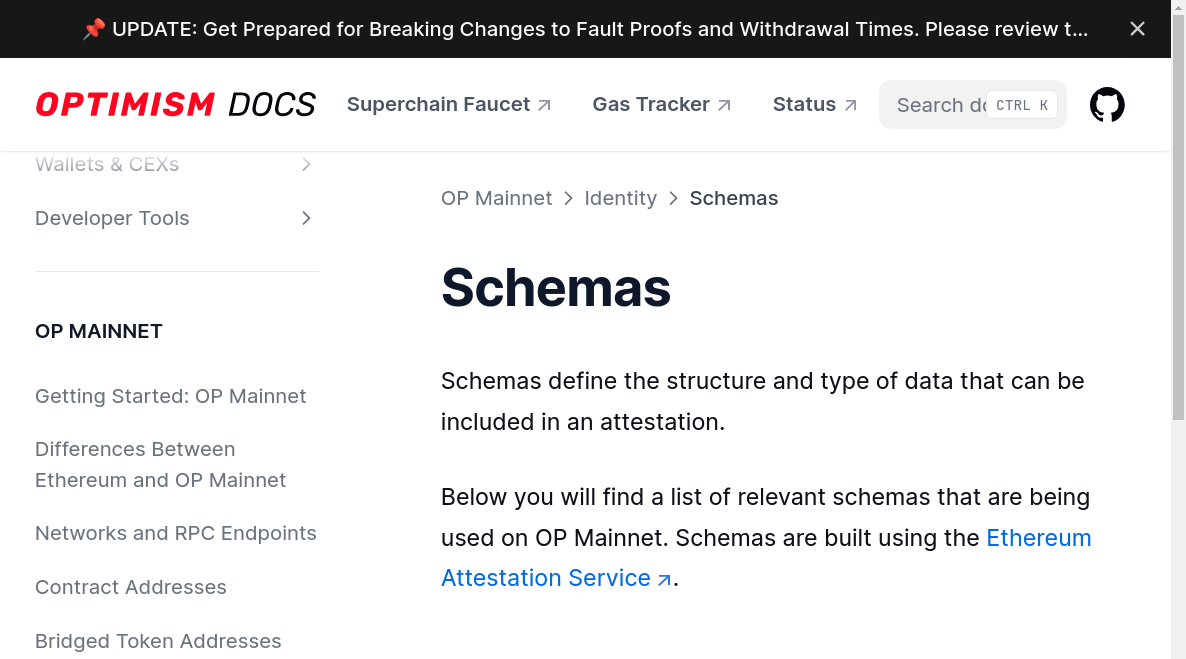 📌 UPDATE: Get Prepared for Breaking Changes to Fault Proofs and Withdrawal Times. Please review t...
OPTIMISM DOCS
Superchain Faucet
Gas Tracker
Status
Search do
CTRL K
Wallets & CEXs
Developer Tools
OP MAINNET
Getting Started: OP Mainnet
Differences Between
Ethereum and OP Mainnet
Networks and RPC Endpoints
Contract Addresses
Bridged Token Addresses
OP Mainnet > Identity > Schemas
Schemas
Schemas define the structure and type of data that can be
included in an attestation.
Below you will find a list of relevant schemas that are being
used on OP Mainnet. Schemas are built using the Ethereum
Attestation Service ↗.